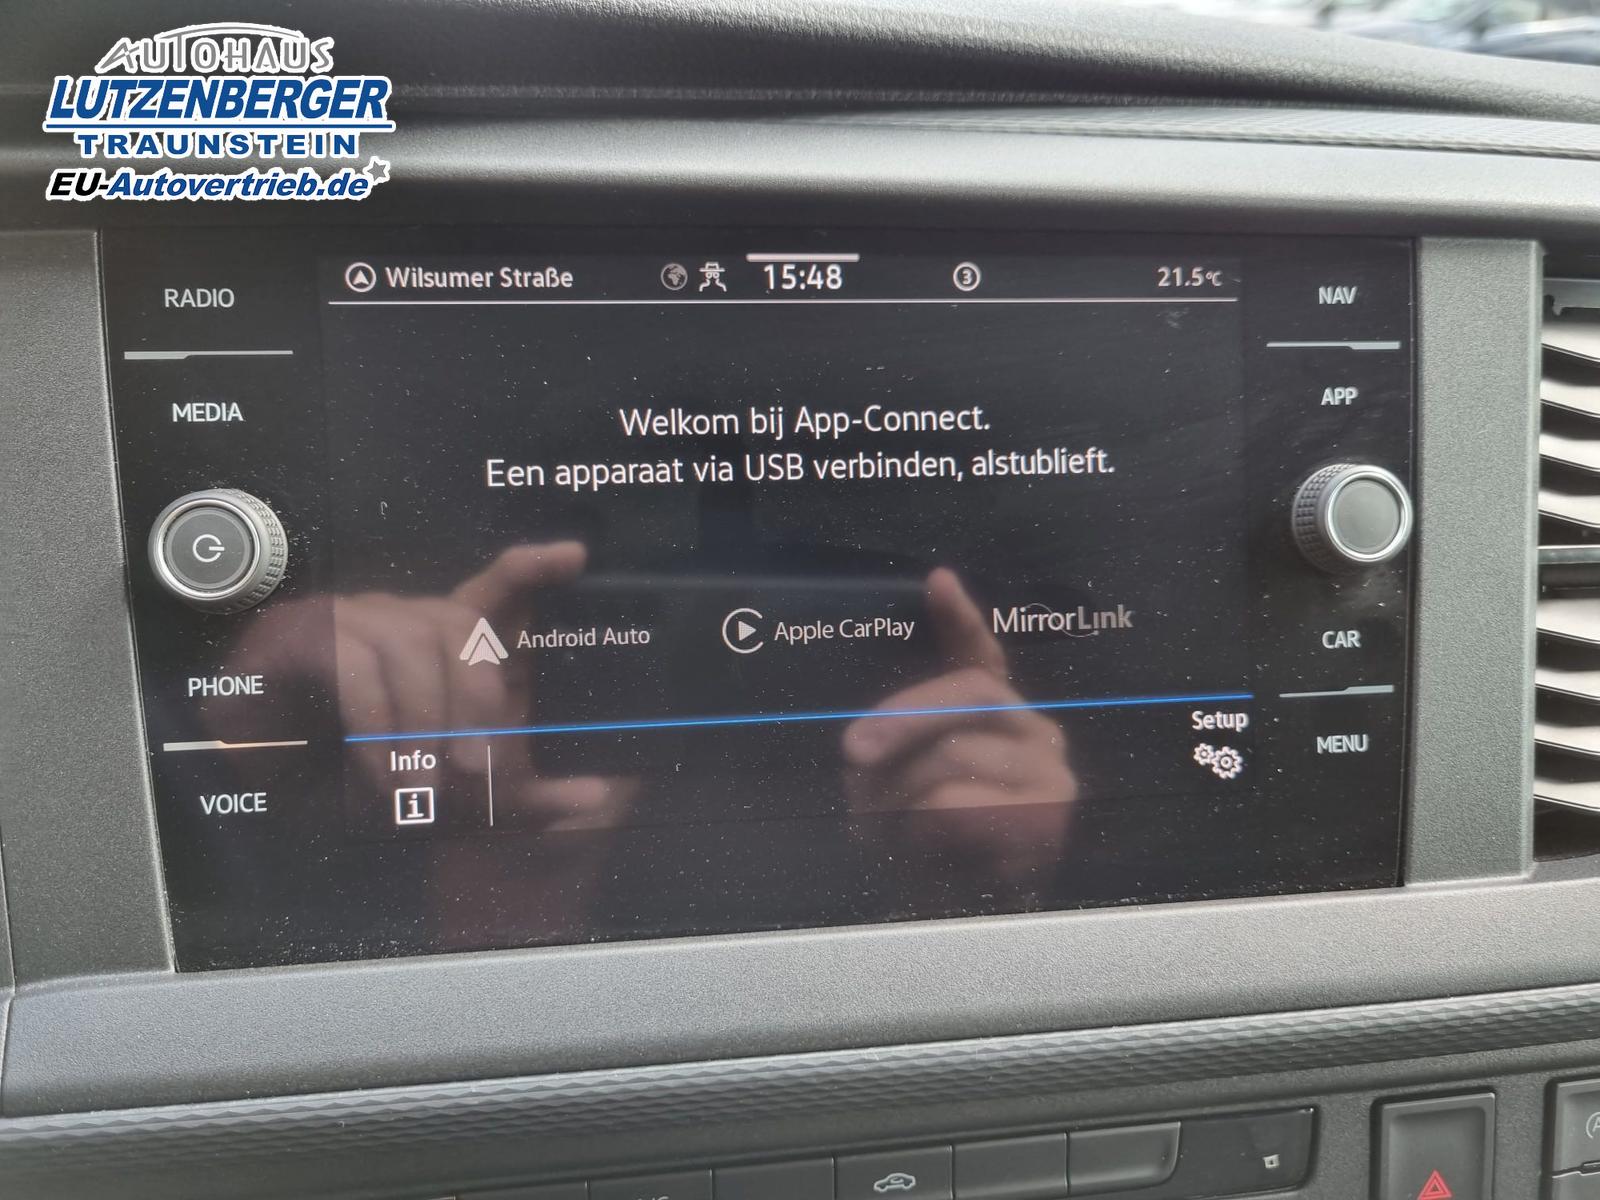 AUTOHAUS
LUTZENBERGER
TRAUNSTEIN
EU-Autovertrieb.de
RADIO
MEDIA
PHONE
VOICE
Wilsumer Straße
15:48
3
21.5°C
Welkom bij App-Connect.
Een apparaat via USB verbinden, alstublieft.
Android Auto
Apple CarPlay
MirrorLink
Info
Setup
NAV
APP
CAR
MENU